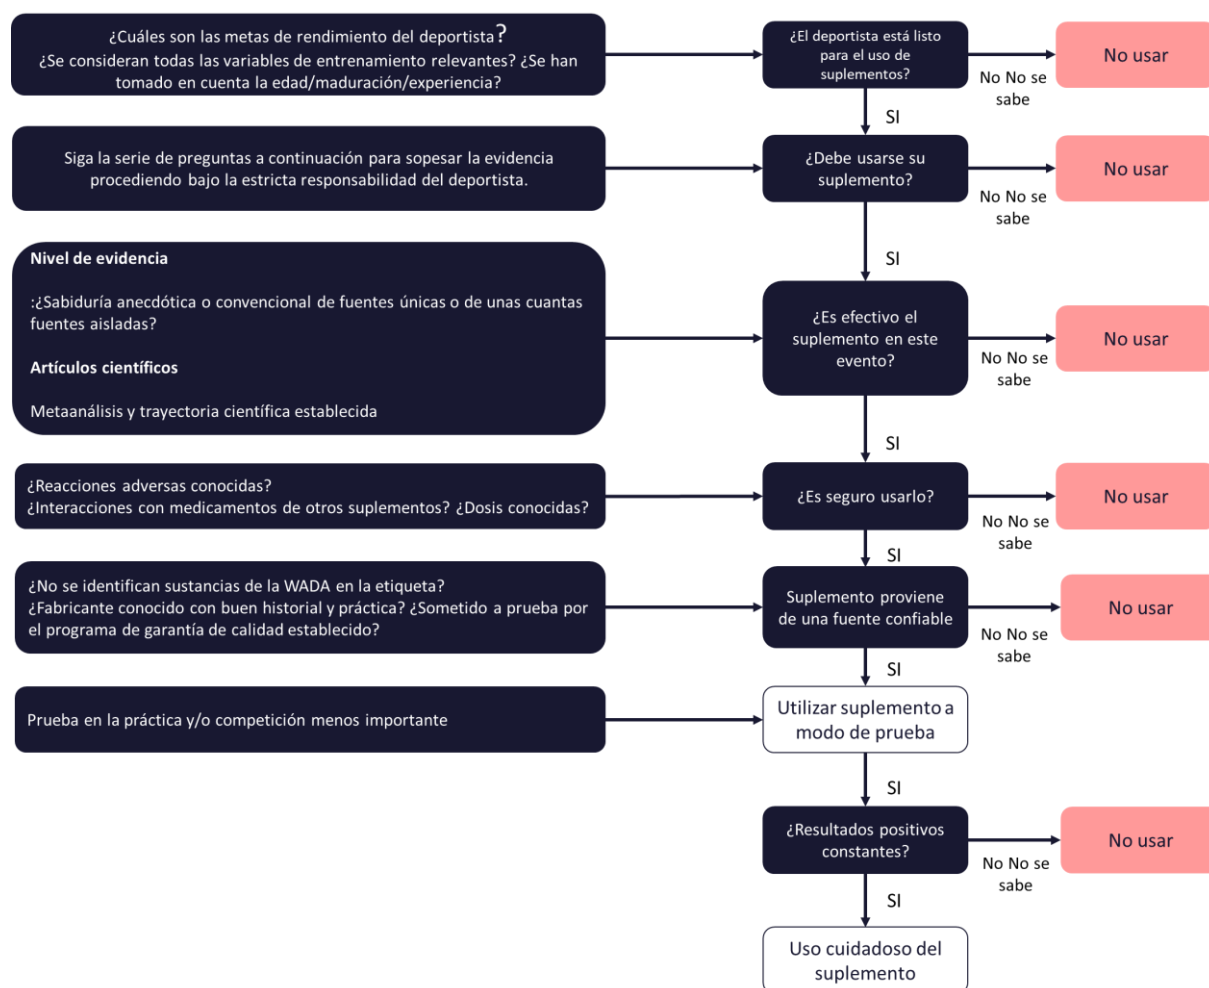 ¿Cuáles son las metas de rendimiento del deportista?
¿Se consideran todas las variables de entrenamiento relevantes? ¿Se han
tomado en cuenta la edad/maduración/experiencia?
¿El deportista está listo
para el uso de
suplementos?
No No se
sabe
No usar
SI
Siga la serie de preguntas a continuación para sopesar la evidencia
procediendo bajo la estricta responsabilidad del deportista.
¿Debe usarse su
suplemento?
No No se
sabe
No usar
SI
Nivel de evidencia
:¿Sabiduría anecdótica o convencional de fuentes únicas o de unas cuantas
fuentes aisladas?
Artículos científicos
Metaanálisis y trayectoria científica establecida
¿Es efectivo el
suplemento en este
evento?
No No se
sabe
No usar
SI
¿Reacciones adversas conocidas?
¿Interacciones con medicamentos de otros suplementos? ¿Dosis conocidas?
¿Es seguro usarlo?
No No se
sabe
No usar
SI
¿No se identifican sustancias de la WADA en la etiqueta?
¿Fabricante conocido con buen historial y práctica? ¿Sometido a prueba por
el programa de garantía de calidad establecido?
Suplemento proviene
de una fuente confiable
No No se
sabe
No usar
SI
Prueba en la práctica y/o competición menos importante
Utilizar suplemento a
modo de prueba
SI
¿Resultados positivos
constantes?
No No se
sabe
No usar
SI
Uso cuidadoso del
suplemento